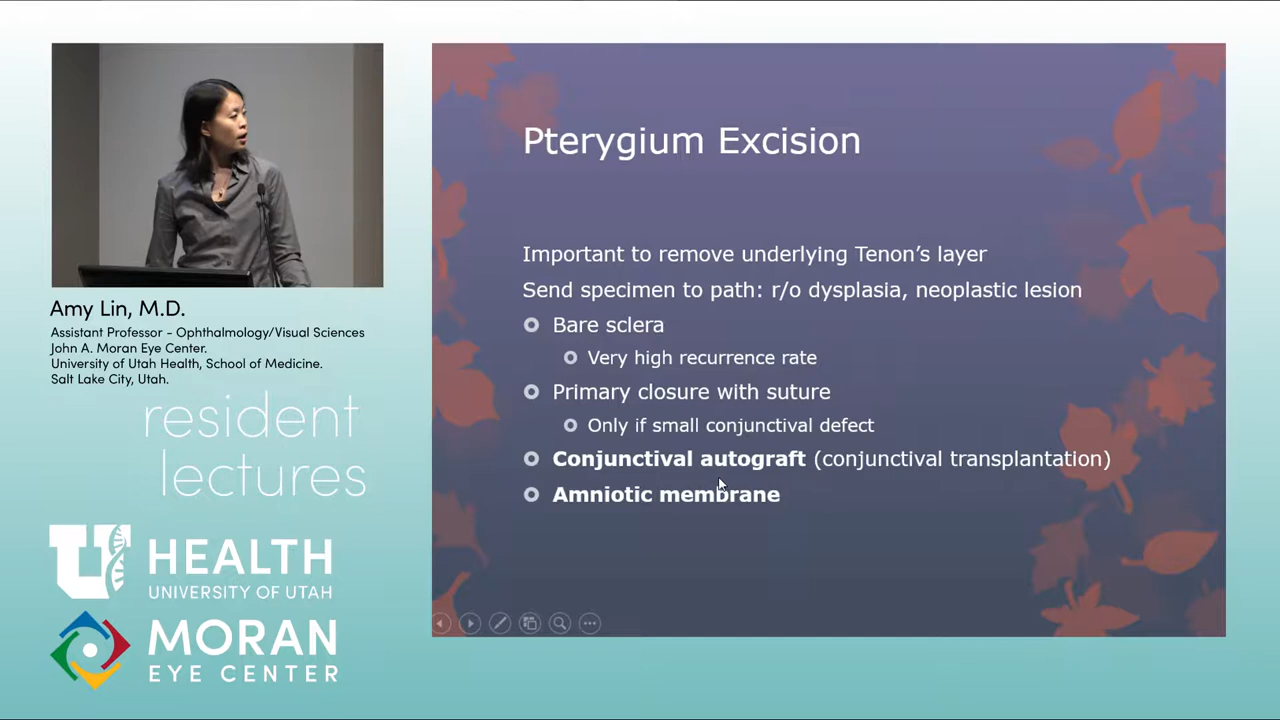 Amy Lin, M.D.
Assistant Professor - Ophthalmology/Visual Sciences
John A. Moran Eye Center.
University of Utah Health, School of Medicine.
Salt Lake City, Utah.
resident
lectures
U HEALTH
UNIVERSITY OF UTAH
MORAN
EYE CENTER
Pterygium Excision
Important to remove underlying Tenon’s layer
Send specimen to path: r/o dysplasia, neoplastic lesion
Bare sclera
Very high recurrence rate
Primary closure with suture
Only if small conjunctival defect
Conjunctival autograft (conjunctival transplantation)
Amniotic membrane